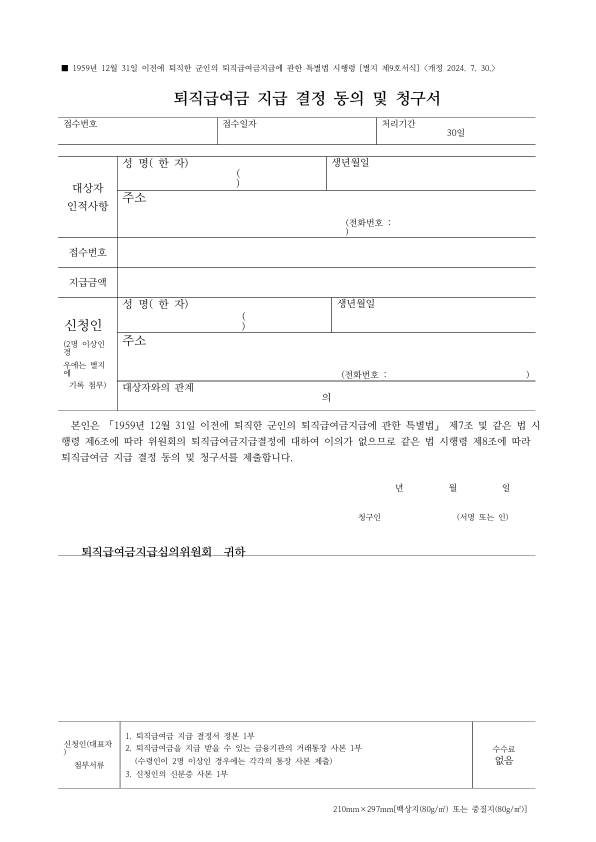 ■ 1959년 12월 31일 이전에 퇴직한 군인의 퇴직급여금지급에 관한 특별법 시행령 [별지 제9호서식] 〈개정 2024. 7. 30.〉
퇴직급여금 지급 결정 동의 및 청구서
접수번호
접수일자
처리기간
30일
대상자
인적사항
성 명( 한 자)
(
)
생년월일
주소
(전화번호 :
)
접수번호
지급금액
신청인
(2명 이상인
경
우에는 별지
에
기록 첨부)
성 명( 한 자)
(
)
생년월일
주소
(전화번호 : )
대상자와의 관계
의
본인은 「1959년 12월 31일 이전에 퇴직한 군인의 퇴직급여금지급에 관한 특별법」 제7조 및 같은 법 시
행령 제6조에 따라 위원회의 퇴직급여금지급결정에 대하여 이의가 없으므로 같은 법 시행령 제8조에 따라
퇴직급여금 지급 결정 동의 및 청구서를 제출합니다.
년 월 일
청구인 (서명 또는 인)
퇴직급여금지급심의위원회 귀하
신청인(대표자
)
첨부서류
1. 퇴직급여금 지급 결정서 정본 1부
2. 퇴직급여금을 지급 받을 수 있는 금융기관의 거래통장 사본 1부
(수령인이 2명 이상인 경우에는 각각의 통장 사본 제출)
3. 신청인의 신분증 사본 1부
수수료
없음
210mm×297mm[백상지(80g/㎡) 또는 중질지(80g/㎡)]